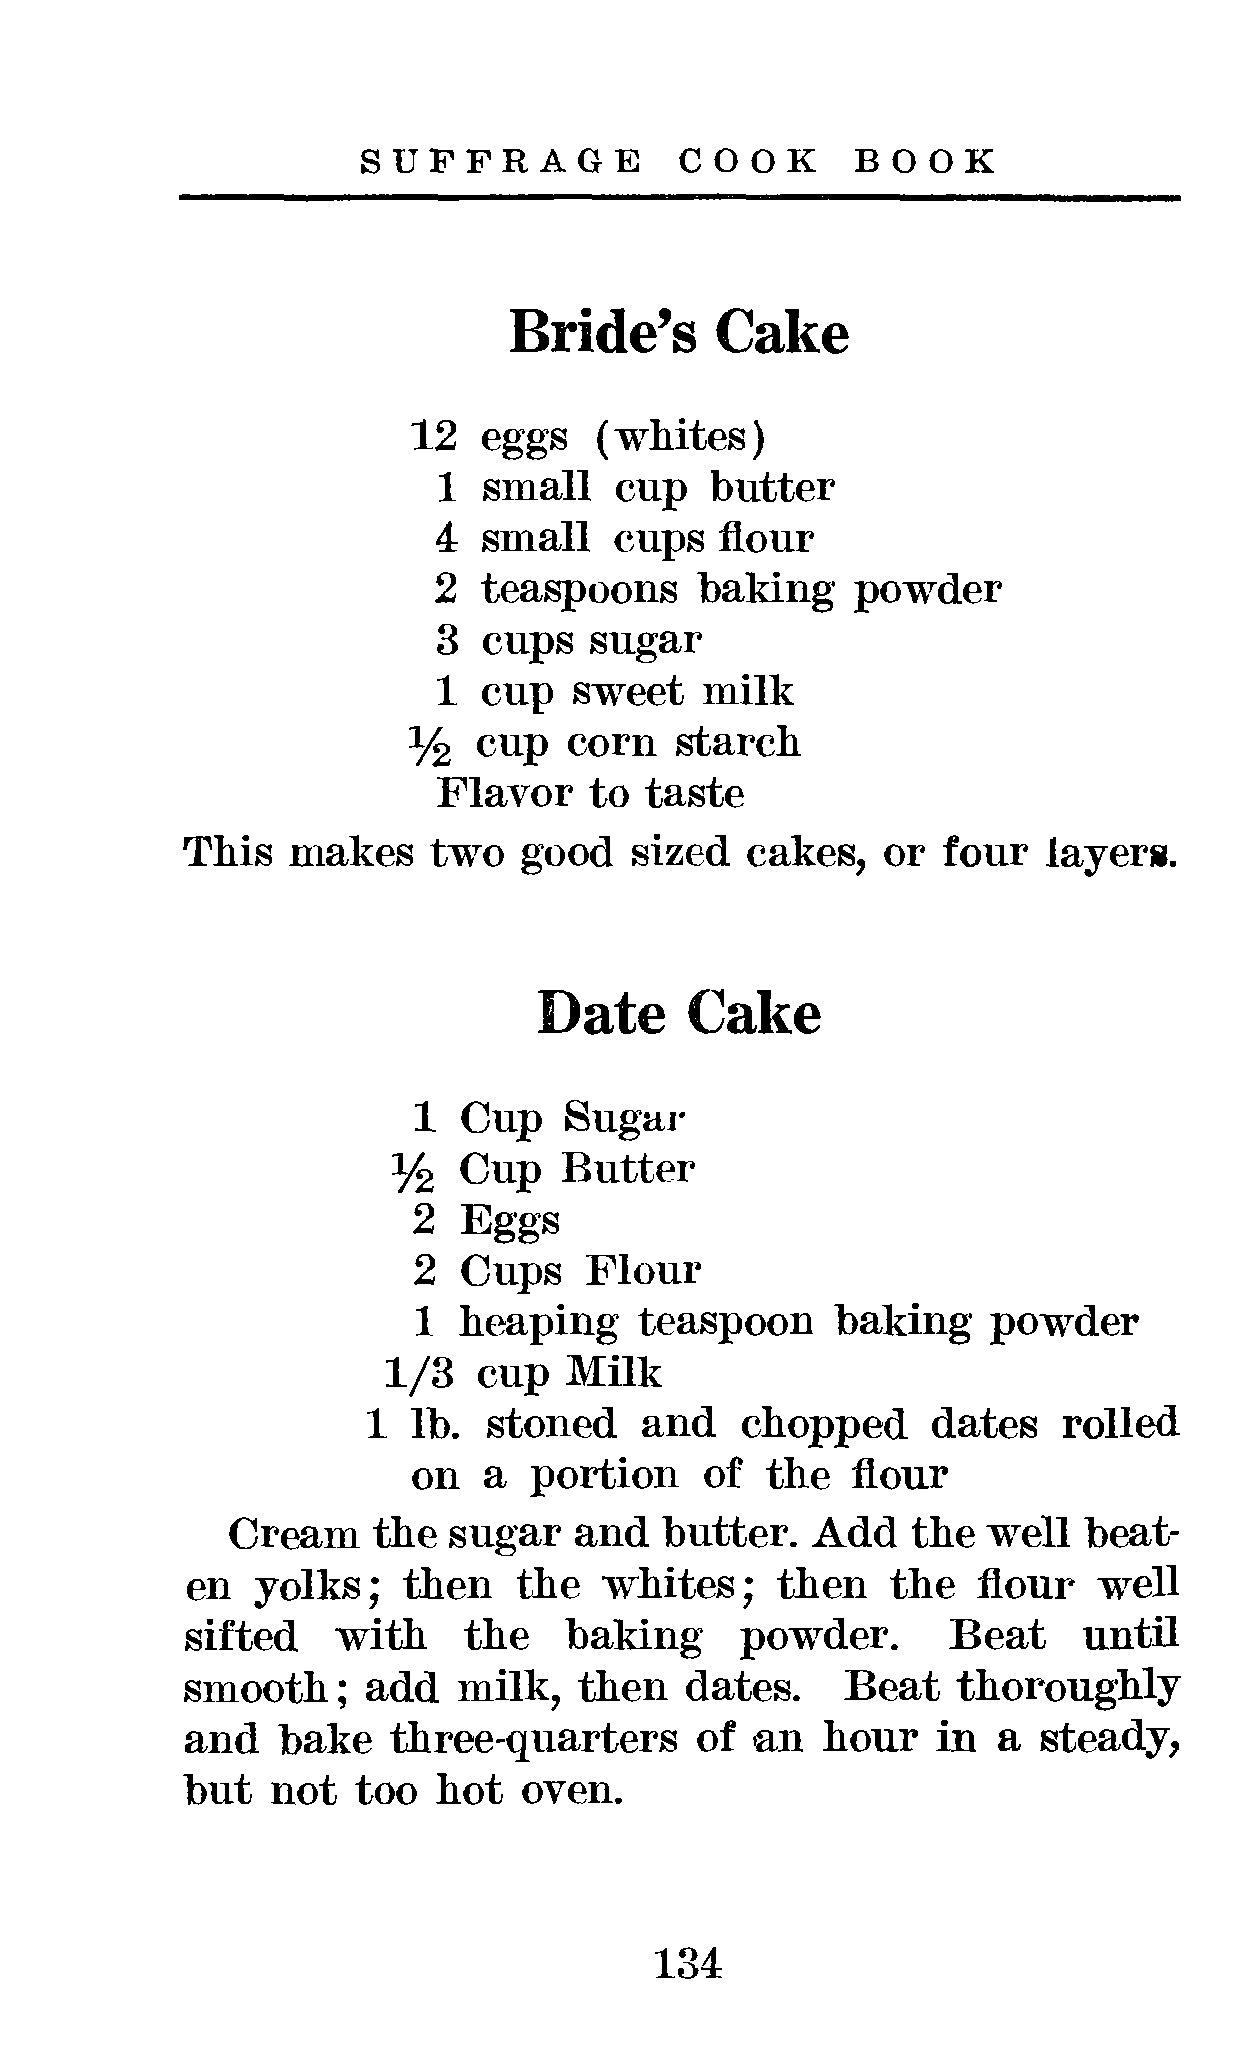 SUFFRAGE COOK BOOK
Bride's Cake
12 eggs (whites)
1 small cup butter
4 small cups flour
2 teaspoons baking powder
3 cups sugar
1 cup sweet milk
½ cup corn starch
Flavor to taste
This makes two good sized cakes, or four layers.
Date Cake
1 Cup Sugar
½ Cup Butter
2 Eggs
2 Cups Flour
1 heaping teaspoon baking powder
1/3 cup Milk
1 lb. stoned and chopped dates rolled
on a portion of the flour
Cream the sugar and butter. Add the well beat-
en yolks; then the whites; then the flour well
sifted with the baking powder. Beat until
smooth; add milk, then dates. Beat thoroughly
and bake three-quarters of an hour in a steady,
but not too hot oven.
134